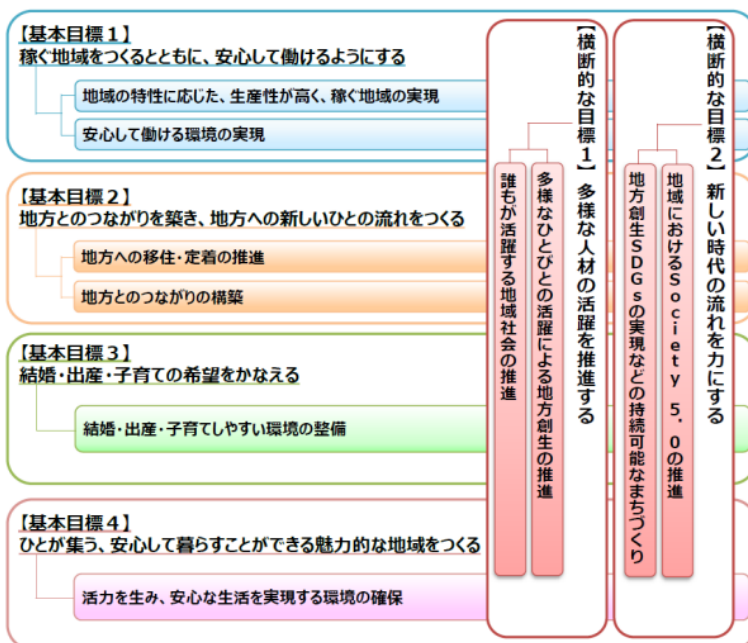 【基本目標１】
稼ぐ地域をつくるとともに、安心して働けるようにする
地域の特性に応じた、生産性が高く、稼ぐ地域の実現
安心して働ける環境の実現
【基本目標２】
地方とのつながりを築き、地方への新しいひとの流れをつくる
地方への移住・定着の推進
地方とのつながりの構築
【基本目標３】
結婚・出産・子育ての希望をかなえる
結婚・出産・子育てしやすい環境の整備
【基本目標４】
ひとが集う、安心して暮らすことができる魅力的な地域をつくる
活力を生み、安心な生活を実現する環境の確保
【横断的な目標１】多様な人材の活躍を推進する
多様なひとびとの活躍による地方創生の推進
誰もが活躍する地域社会の推進
【横断的な目標２】新しい時代の流れを力にする
地域におけるＳｏｃｉｅｔｙ ５．０の推進
地方創生ＳＤＧｓの実現などの持続可能なまちづくり